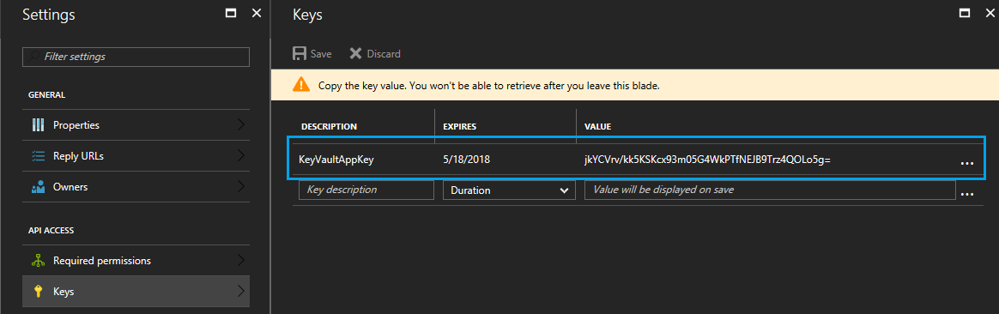 Settings
Filter settings
GENERAL
Properties
Reply URLs
Owners
API ACCESS
Required permissions
Keys
Keys
Save Discard
Copy the key value. You won't be able to retrieve after you leave this blade.
DESCRIPTION EXPIRES VALUE
KeyVaultAppKey 5/18/2018 jkYCVrv/kk5KSKcx93m05G4WkPTfNEJB9Trz4QOLo5g= ...
Key description Duration Value will be displayed on save ...